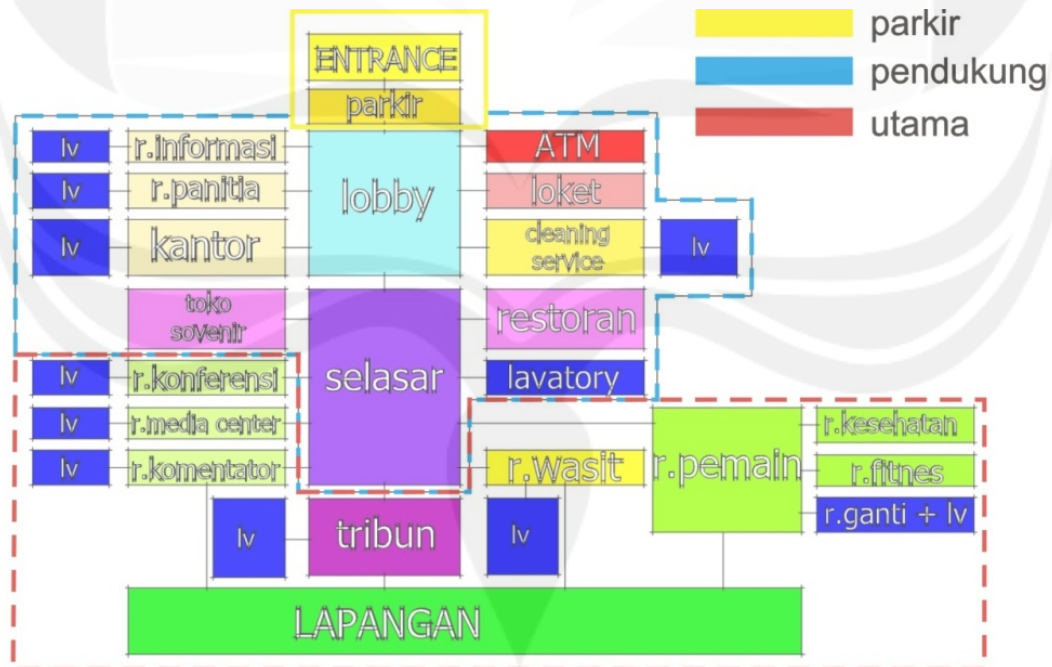 parkir
pendukung
utama
ENTRANCE
parkir
lv
r.informasi
lobby
ATM
lv
r.panitia
loket
lv
kantor
cleaning
service
lv
toko
sovenir
selasar
restoran
lv
r.konferensi
lavatory
lv
r.media center
r.pemain
r.kesehatan
lv
r.komentator
r.wasit
r.fitnes
r.ganti + lv
lv
tribun
lv
LAPANGAN